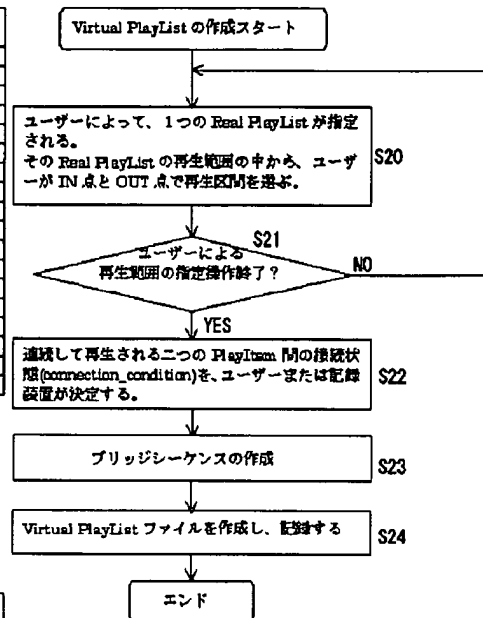 Virtual PlayList の作成スタート
ユーザーによって、1つの Real PlayList が指定
される。
その Real PlayList の再生範囲の中から、ユーザ
ーが IN 点と OUT 点で再生区間を選ぶ。
S20
S21
ユーザーによる
再生範囲の指定操作終了？
NO
YES
連続して再生される二つの PlayItem 間の接続状
態(connection_condition)を、ユーザーまたは記録
装置が決定する。
S22
ブリッジシーケンスの作成
S23
Virtual PlayList ファイルを作成し、記録する
S24
エンド